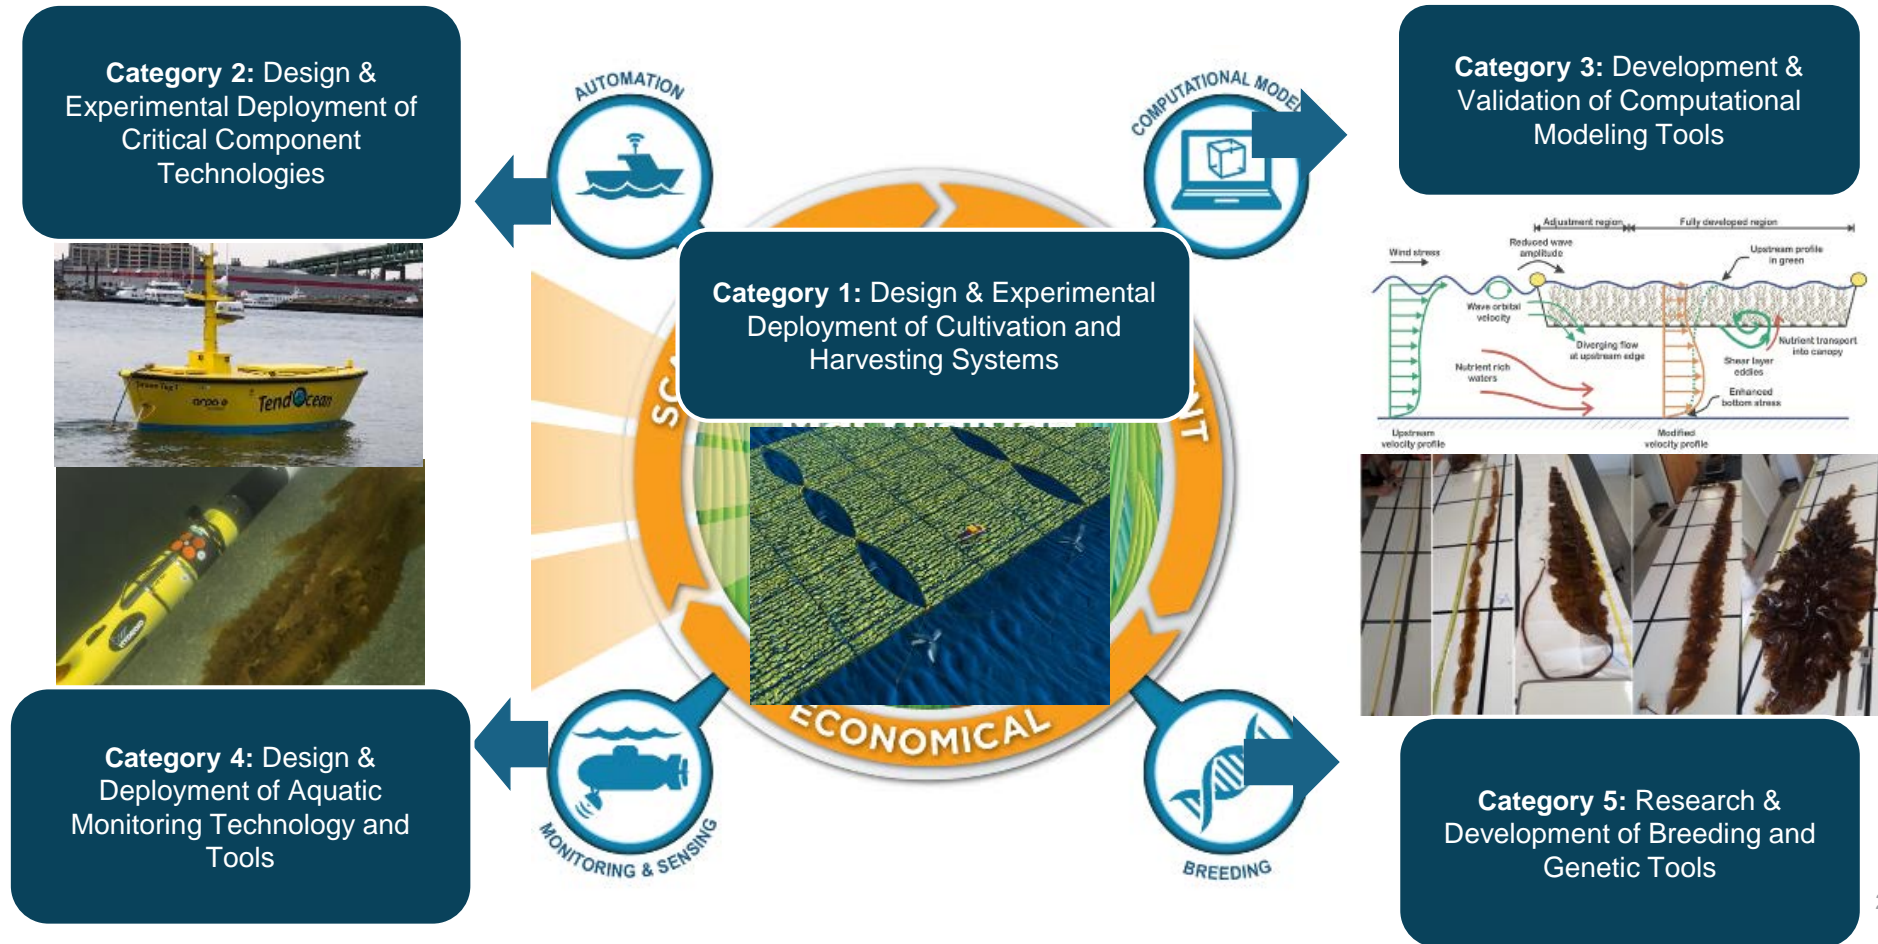 Category 2: Design &
Experimental Deployment of
Critical Component
Technologies
AUTOMATION
COMPUTATIONAL MODE
Category 3: Development &
Validation of Computational
Modeling Tools
Category 1: Design & Experimental
Deployment of Cultivation and
Harvesting Systems
arpa·e
TendOcean
HYDROID
Adjustment region
Fully developed region
Wind stress
Reduced wave
amplitude
Upstream profile
in green
Wave orbital
velocity
Diverging flow
at upstream edge
Nutrient rich
waters
Shear layer
eddies
Nutrient transport
into canopy
Enhanced
bottom stress
Upstream
velocity profile
Modified
velocity profile
ECONOMICAL
Category 4: Design &
Deployment of Aquatic
Monitoring Technology and
Tools
MONITORING & SENSING
BREEDING
Category 5: Research &
Development of Breeding and
Genetic Tools